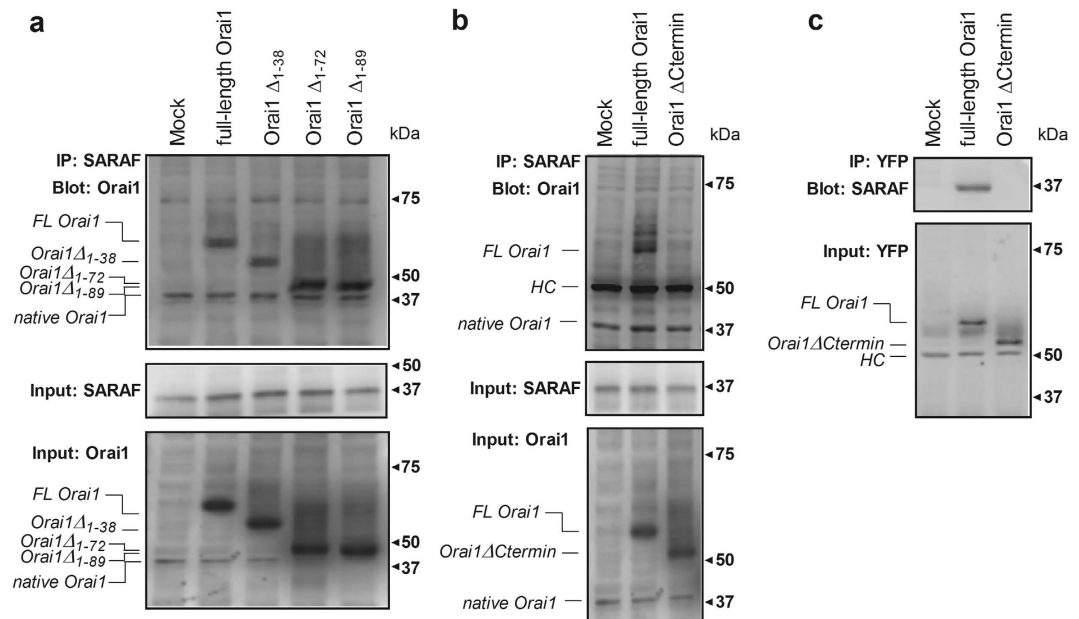 a
Mock
full-length Orai1
Orai1 Δ1-38
Orai1 Δ1-72
Orai1 Δ1-89
kDa
IP: SARAF
Blot: Orai1
FL Orai1
Orai1Δ1-38
Orai1Δ1-72
Orai1Δ1-89
native Orai1
75
50
37
Input: SARAF
50
37
Input: Orai1
FL Orai1
Orai1Δ1-38
Orai1Δ1-72
Orai1Δ1-89
native Orai1
75
50
37
b
Mock
full-length Orai1
Orai1 ΔCtermin
kDa
IP: SARAF
Blot: Orai1
FL Orai1
HC
native Orai1
75
50
37
Input: SARAF
37
Input: Orai1
FL Orai1
Orai1ΔCtermin
native Orai1
75
50
37
c
Mock
full-length Orai1
Orai1 ΔCtermin
kDa
IP: YFP
Blot: SARAF
37
Input: YFP
FL Orai1
Orai1ΔCtermin
HC
75
50
37